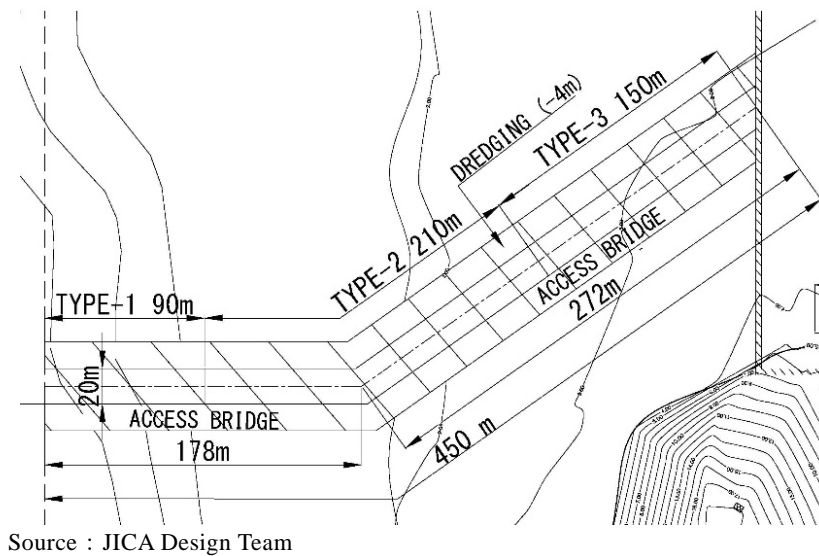 DREDGING (-4m)
TYPE-3 150m
TYPE-2 210m
TYPE-1 90m
ACCESS BRIDGE
272m
20m
ACCESS BRIDGE
178m
450 m
Source : JICA Design Team